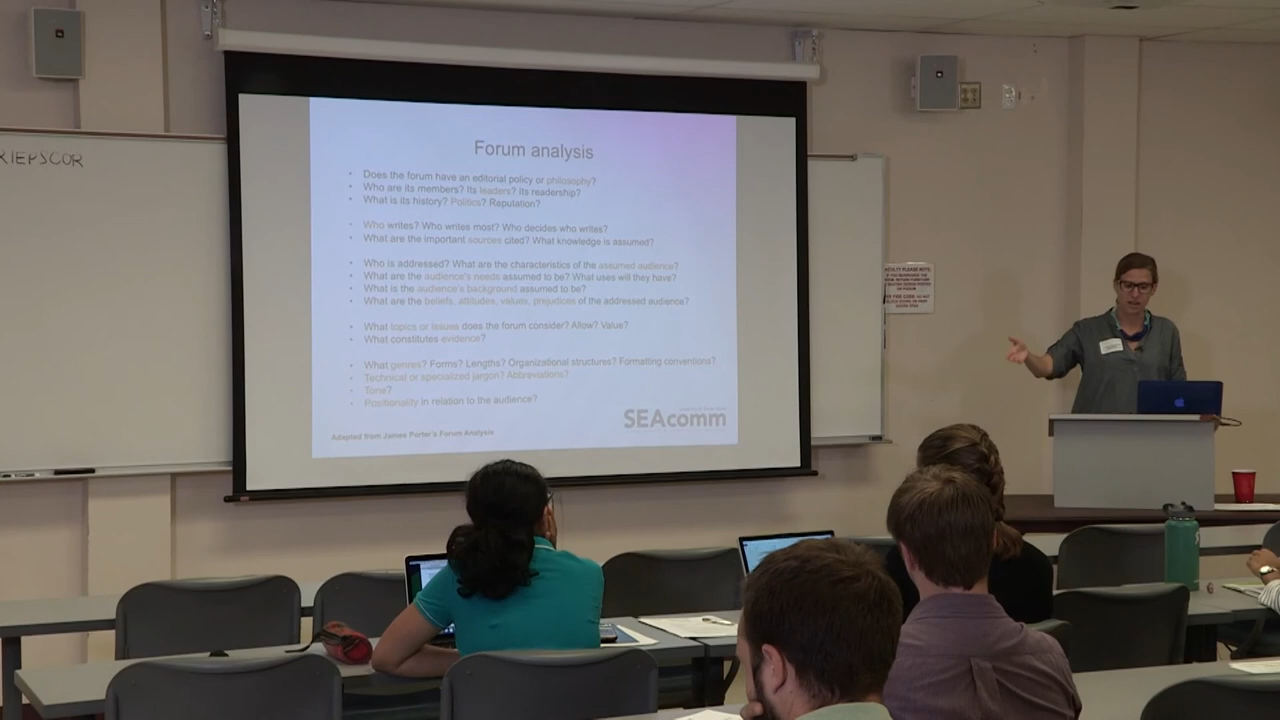 RIEPSCOR
Forum analysis
• Does the forum have an editorial policy or philosophy?
• Who are its members? Its leaders? Its readership?
• What is its history? Politics? Reputation?
• Who writes? Who writes most? Who decides who writes?
• What are the important sources cited? What knowledge is assumed?
• Who is addressed? What are the characteristics of the assumed audience?
• What are the audience's needs assumed to be? What uses will they have?
• What is the audience's background assumed to be?
• What are the beliefs, attitudes, values, prejudices of the addressed audience?
• What topics or issues does the forum consider? Allow? Value?
• What constitutes evidence?
• What genres? Forms? Lengths? Organizational structures? Formatting conventions?
• Technical or specialized jargon? Abbreviations?
• Tone?
• Positionality in relation to the audience?
SEAcomm
Adapted from James Porter's Forum Analysis
FACULTY PLEASE NOTE: